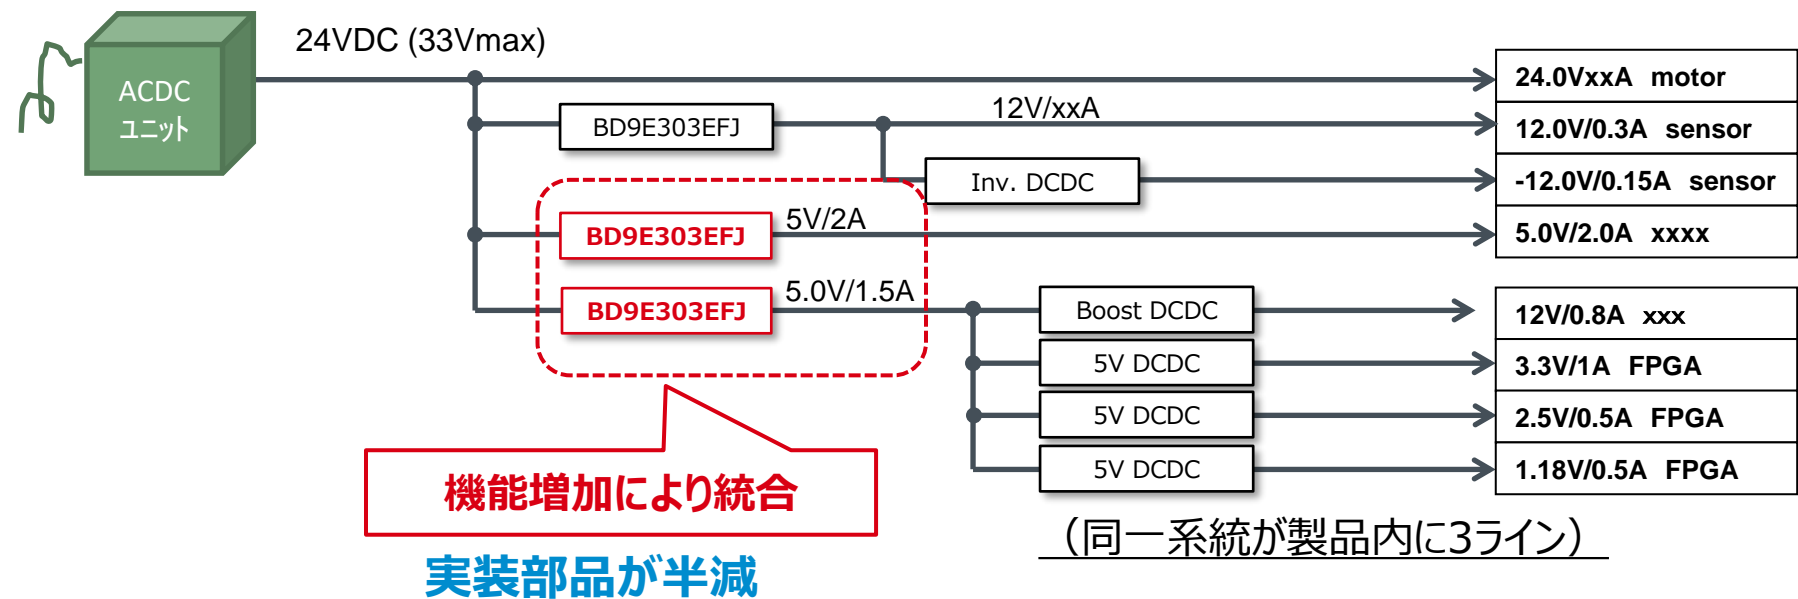 24VDC (33Vmax)
ACDC
ユニット
24.0VxxA motor
12V/xxA
BD9E303EFJ
12.0V/0.3A sensor
Inv. DCDC
-12.0V/0.15A sensor
5V/2A
BD9E303EFJ
5.0V/2.0A xxxx
5.0V/1.5A
BD9E303EFJ
Boost DCDC
12V/0.8A xxx
5V DCDC
3.3V/1A FPGA
5V DCDC
2.5V/0.5A FPGA
5V DCDC
1.18V/0.5A FPGA
機能増加により統合
（同一系統が製品内に3ライン）
実装部品が半減